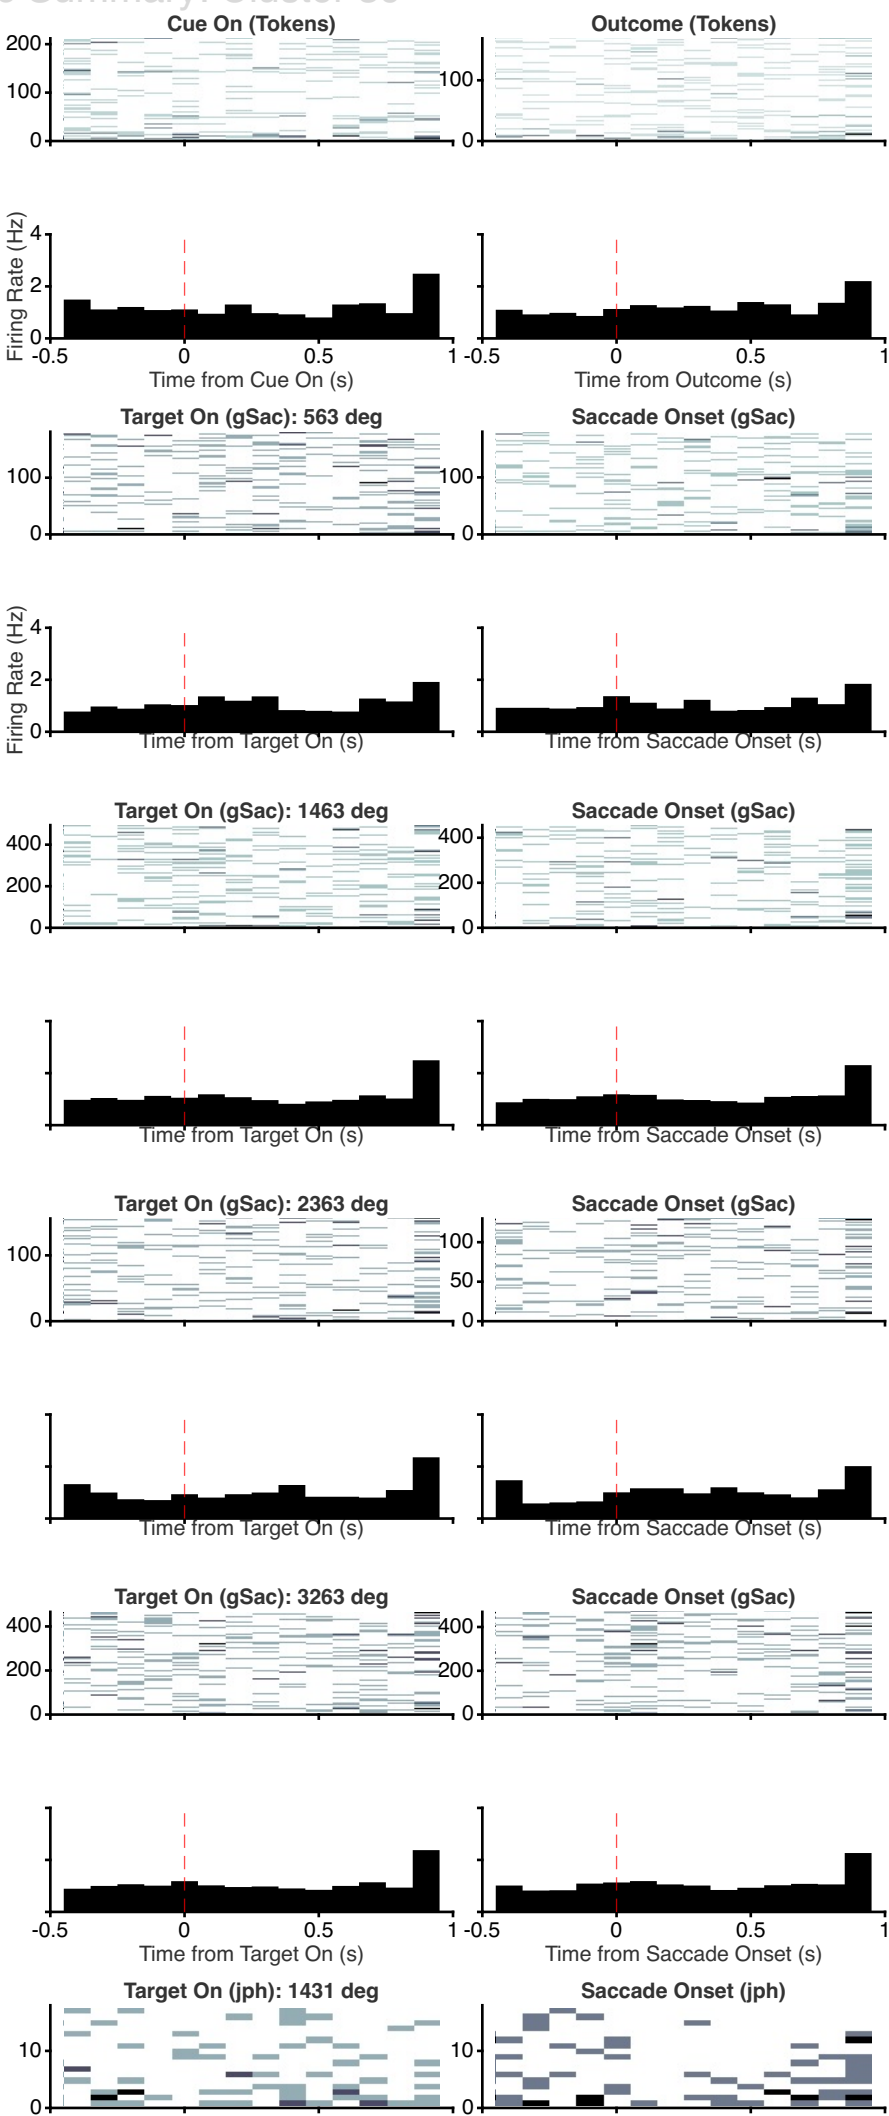 Summary: Cluster
Cue On (Tokens) Outcome (Tokens)
200
100 100
0 0
Firing Rate (Hz)
4
2
0
-0.5 0 0.5 1 -0.5 0 0.5 1
Time from Cue On (s) Time from Outcome (s)
Target On (gSac): 563 deg Saccade Onset (gSac)
100 100
0 0
Firing Rate (Hz)
4
2
0
Time from Target On (s) Time from Saccade Onset (s)
Target On (gSac): 1463 deg Saccade Onset (gSac)
400 400
200 200
0 0
Time from Target On (s) Time from Saccade Onset (s)
Target On (gSac): 2363 deg Saccade Onset (gSac)
100 100
50
0 0
Time from Target On (s) Time from Saccade Onset (s)
Target On (gSac): 3263 deg Saccade Onset (gSac)
400 400
200 200
0 0
-0.5 0 0.5 1 -0.5 0 0.5 1
Time from Target On (s) Time from Saccade Onset (s)
Target On (jph): 1431 deg Saccade Onset (jph)
10 10
0 0